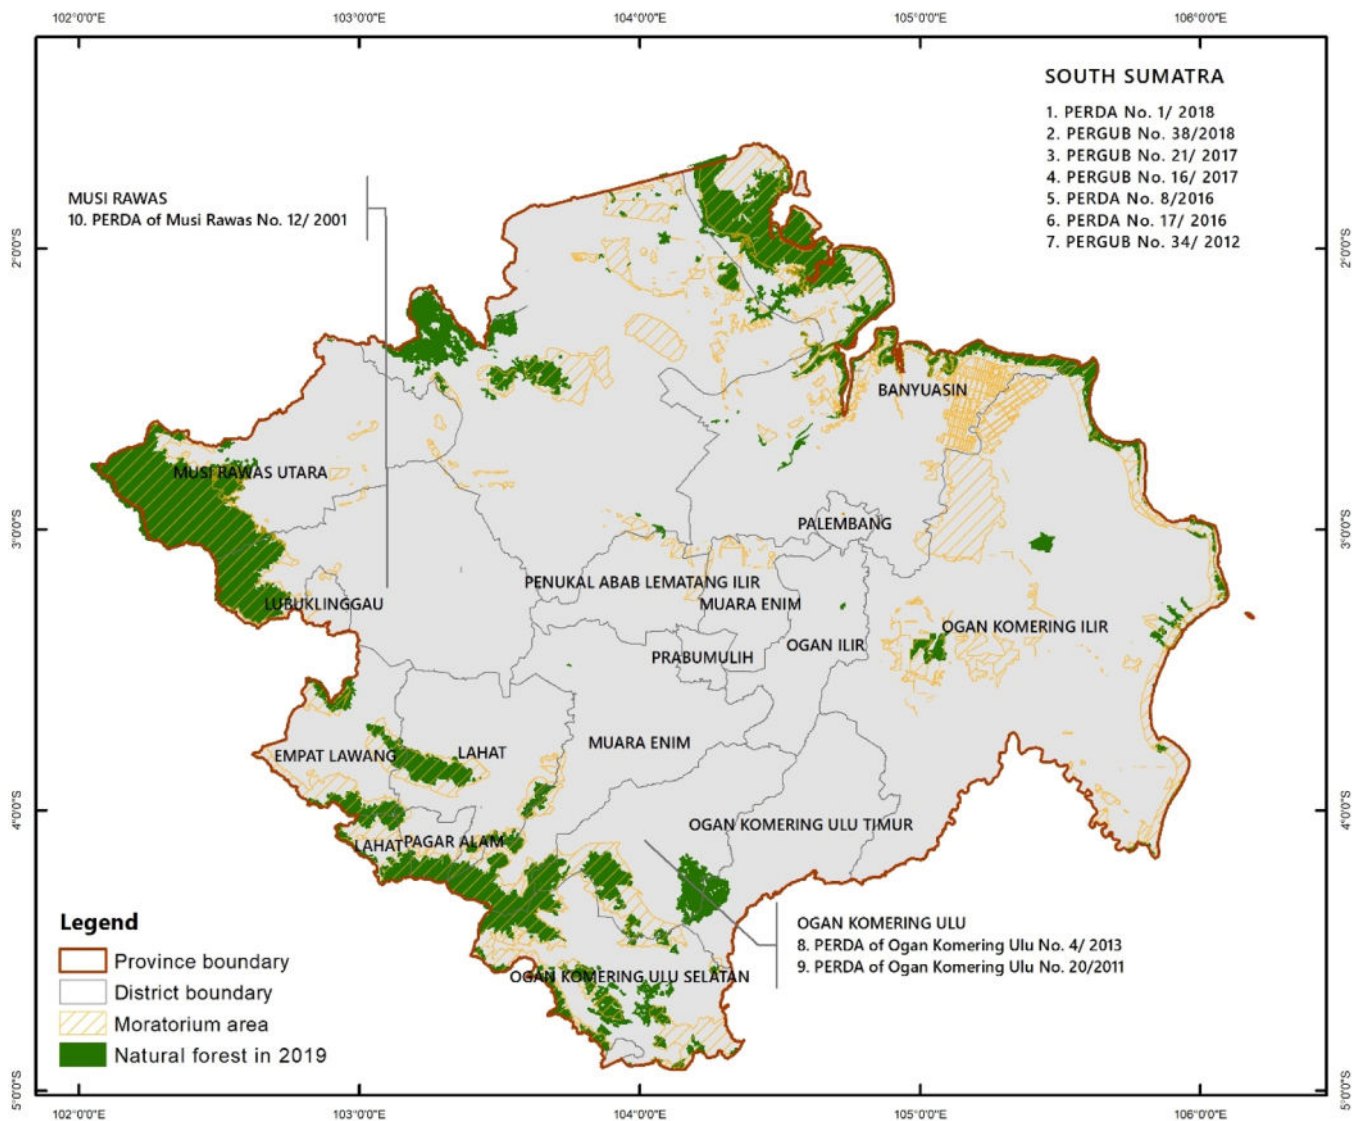 102°0'0"E 103°0'0"E 104°0'0"E 105°0'0"E 106°0'0"E
SOUTH SUMATRA
1. PERDA No. 1/ 2018
2. PERGUB No. 38/2018
3. PERGUB No. 21/ 2017
4. PERGUB No. 16/ 2017
5. PERDA No. 8/2016
6. PERDA No. 17/ 2016
7. PERGUB No. 34/ 2012
MUSI RAWAS
10. PERDA of Musi Rawas No. 12/ 2001
2°0'0"S
2°0'0"S
BANYUASIN
MUSI RAWAS UTARA
3°0'0"S
PALEMBANG
3°0'0"S
PENUKAL ABAB LEMATANG ILIR
LUBUKLINGGAU
MUARA ENIM
OGAN KOMERING ILIR
OGAN ILIR
PRABUMULIH
MUARA ENIM
EMPAT LAWANG
LAHAT
4°0'0"S
4°0'0"S
OGAN KOMERING ULU TIMUR
LAHAT
PAGAR ALAM
OGAN KOMERING ULU
8. PERDA of Ogan Komering Ulu No. 4/ 2013
9. PERDA of Ogan Komering Ulu No. 20/2011
OGAN KOMERING ULU SELATAN
Legend
Province boundary
District boundary
Moratorium area
Natural forest in 2019
5°0'0"S
5°0'0"S
102°0'0"E 103°0'0"E 104°0'0"E 105°0'0"E 106°0'0"E